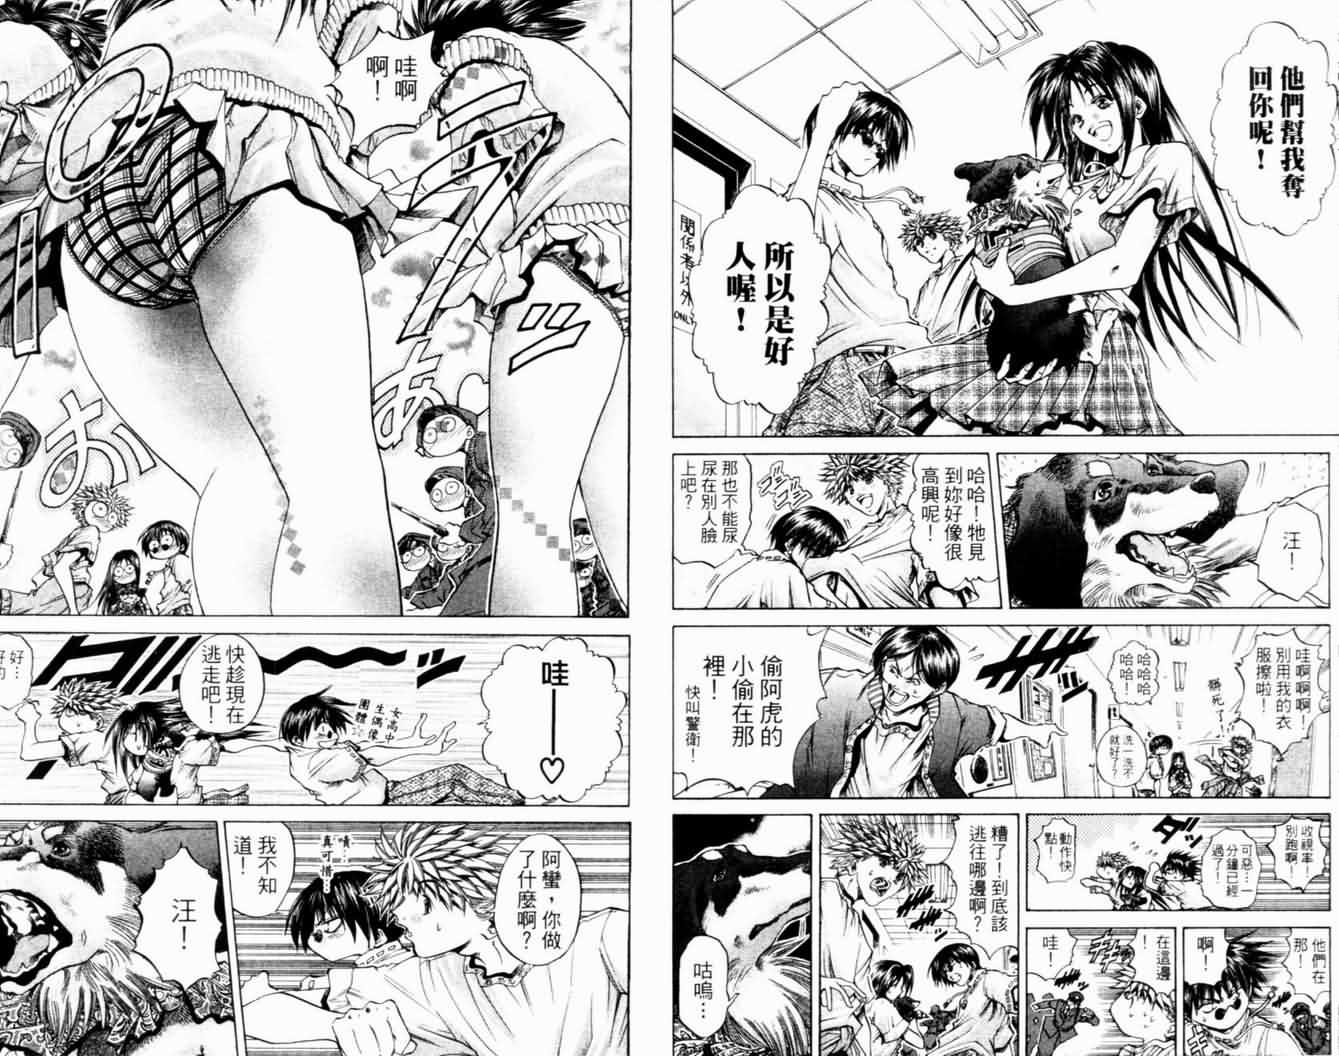 他們幫我奪
回你呢！
所以是好
人喔！
關係者以外
ONLY
汪！
哈哈！牠見
到妳好像很
高興呢！
那也不能尿
尿在別人臉
上吧？
哇啊啊啊！
別用我的衣
服擦啦！
髒死了！
洗一洗不
就好了？
哈哈哈
哈哈！
偷阿虎的
小偷在那
裡！
快叫警衛！
收視率
別跑啊！
可惡…一
分鐘已經
過了！
動作快
點！
他們在
那！
啊！
在這邊
！
哇！
糟了！到底該
逃往哪邊啊？
咕嗚…
哇啊
啊！
おお
あ
哇——♡
女高中
生偶像
團體
快趁現在
逃走吧！
好…
好的
阿蠻，你做
了什麼啊？
嘖…
真可惜…
我不知
道！
汪！